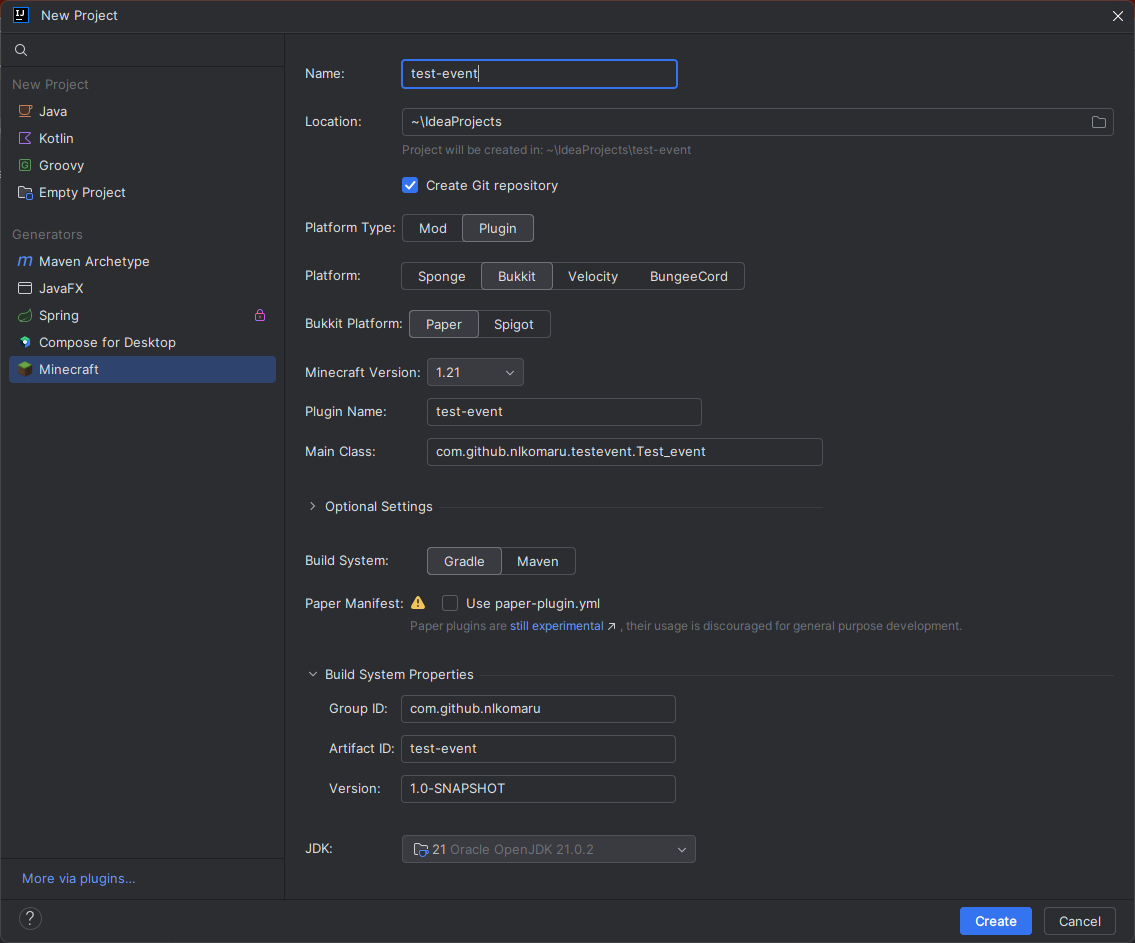 New Project
New Project
Java
Kotlin
Groovy
Empty Project
Generators
Maven Archetype
JavaFX
Spring
Compose for Desktop
Minecraft
More via plugins...
Name: test-event
Location: ~\IdeaProjects
Project will be created in: ~\IdeaProjects\test-event
Create Git repository
Platform Type: Mod Plugin
Platform: Sponge Bukkit Velocity BungeeCord
Bukkit Platform: Paper Spigot
Minecraft Version: 1.21
Plugin Name: test-event
Main Class: com.github.nlkomaru.testevent.Test_event
Optional Settings
Build System: Gradle Maven
Paper Manifest: Use paper-plugin.yml
Paper plugins are still experimental ↗, their usage is discouraged for general purpose development.
Build System Properties
Group ID: com.github.nlkomaru
Artifact ID: test-event
Version: 1.0-SNAPSHOT
JDK: 21 Oracle OpenJDK 21.0.2
? Create Cancel